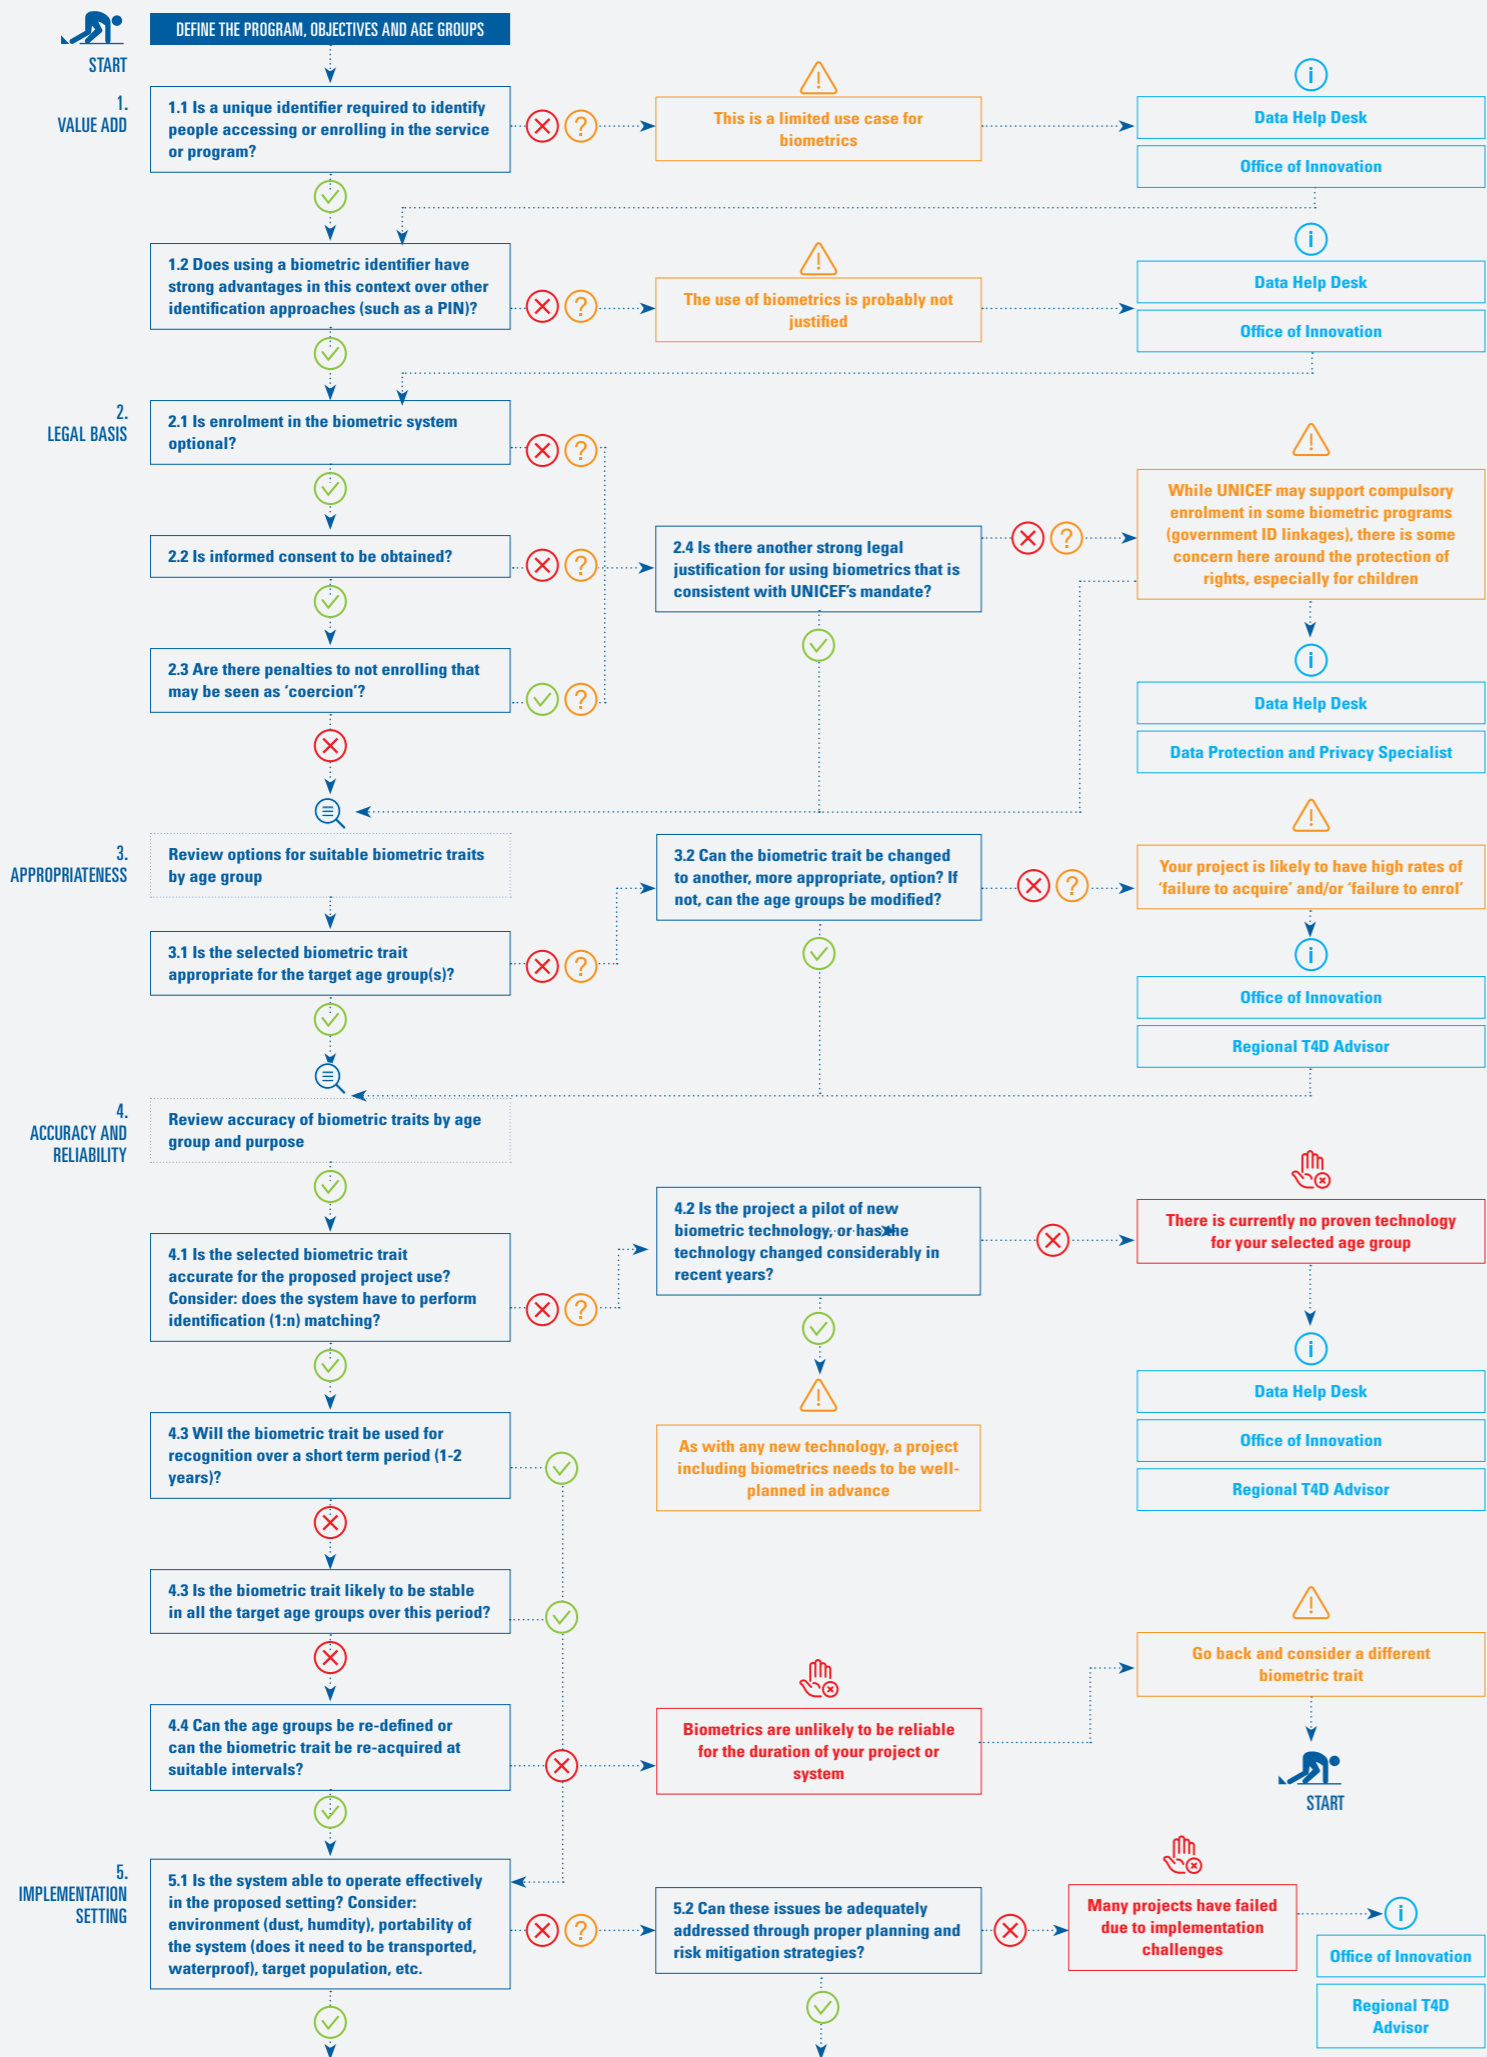 DEFINE THE PROGRAM, OBJECTIVES AND AGE GROUPS
START
1.
VALUE ADD
1.1 Is a unique identifier required to identify
people accessing or enrolling in the service
or program?
This is a limited use case for
biometrics
Data Help Desk
Office of Innovation
1.2 Does using a biometric identifier have
strong advantages in this context over other
identification approaches (such as a PIN)?
The use of biometrics is probably not
justified
Data Help Desk
Office of Innovation
2.
LEGAL BASIS
2.1 Is enrolment in the biometric system
optional?
2.2 Is informed consent to be obtained?
2.3 Are there penalties to not enrolling that
may be seen as 'coercion'?
2.4 Is there another strong legal
justification for using biometrics that is
consistent with UNICEF's mandate?
While UNICEF may support compulsory
enrolment in some biometric programs
(government ID linkages), there is some
concern here around the protection of
rights, especially for children
Data Help Desk
Data Protection and Privacy Specialist
3.
APPROPRIATENESS
Review options for suitable biometric traits
by age group
3.1 Is the selected biometric trait
appropriate for the target age group(s)?
3.2 Can the biometric trait be changed
to another, more appropriate, option? If
not, can the age groups be modified?
Your project is likely to have high rates of
'failure to acquire' and/or 'failure to enrol'
Office of Innovation
Regional T4D Advisor
4.
ACCURACY AND
RELIABILITY
Review accuracy of biometric traits by age
group and purpose
4.1 Is the selected biometric trait
accurate for the proposed project use?
Consider: does the system have to perform
identification (1:n) matching?
4.2 Is the project a pilot of new
biometric technology, or has the
technology changed considerably in
recent years?
There is currently no proven technology
for your selected age group
Data Help Desk
Office of Innovation
Regional T4D Advisor
As with any new technology, a project
including biometrics needs to be well-
planned in advance
4.3 Will the biometric trait be used for
recognition over a short term period (1-2
years)?
4.3 Is the biometric trait likely to be stable
in all the target age groups over this period?
4.4 Can the age groups be re-defined or
can the biometric trait be re-acquired at
suitable intervals?
Biometrics are unlikely to be reliable
for the duration of your project or
system
Go back and consider a different
biometric trait
START
5.
IMPLEMENTATION
SETTING
5.1 Is the system able to operate effectively
in the proposed setting? Consider:
environment (dust, humidity), portability of
the system (does it need to be transported,
waterproof), target population, etc.
5.2 Can these issues be adequately
addressed through proper planning and
risk mitigation strategies?
Many projects have failed
due to implementation
challenges
Office of Innovation
Regional T4D
Advisor